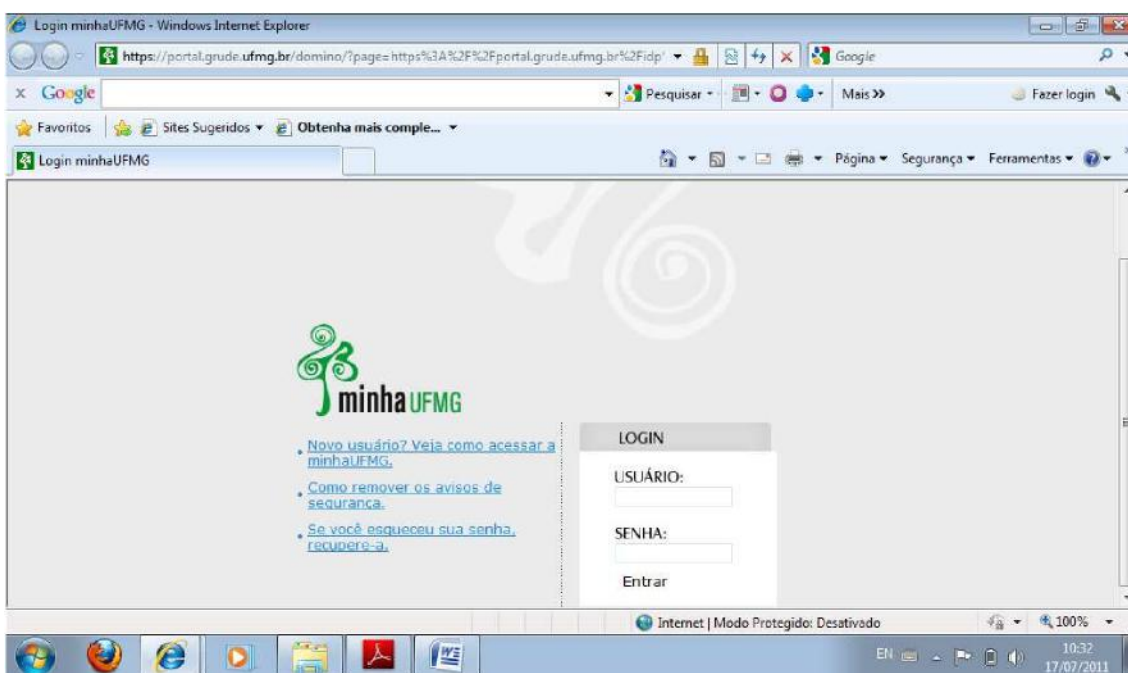 Login minhaUFMG - Windows Internet Explorer
https://portal.grude.ufmg.br/domino/?page=https%3A%2F%2Fportal.grude.ufmg.br%2Fidp'
Google
x Google
Pesquisar
Mais >>
Fazer login
Favoritos
Sites Sugeridos
Obtenha mais comple...
Login minhaUFMG
Página
Segurança
Ferramentas
minha UFMG
Novo usuário? Veja como acessar a
minhaUFMG.
Como remover os avisos de
segurança.
Se você esqueceu sua senha,
recupere-a.
LOGIN
USUÁRIO:
SENHA:
Entrar
Internet | Modo Protegido: Desativado
100%
EN
10:32
17/07/2011